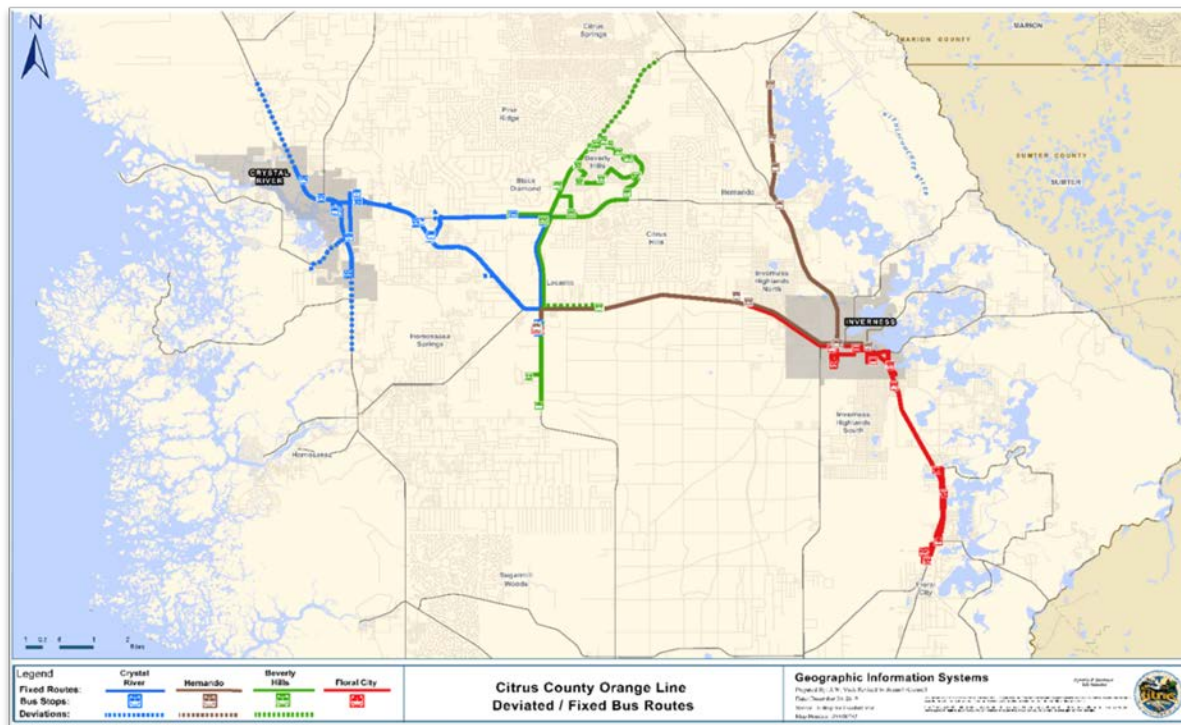 N
Citrus
Springs
MARION
MARION COUNTY
Pine
Ridge
SUMTER COUNTY
SUMTER
CRYSTAL
RIVER
Beverly
Hills
Black
Diamond
Hernando
Citrus
Hills
Lecanto
Inverness
Highlands
North
INVERNESS
Homosassa
Springs
Inverness
Highlands
South
Homosassa
Sugarmill
Woods
Floral
City
Legend
Fixed Routes:
Bus Stops:
Deviations:
Crystal
River
Hernando
Beverly
Hills
Floral City
Citrus County Orange Line
Deviated / Fixed Bus Routes
Geographic Information Systems